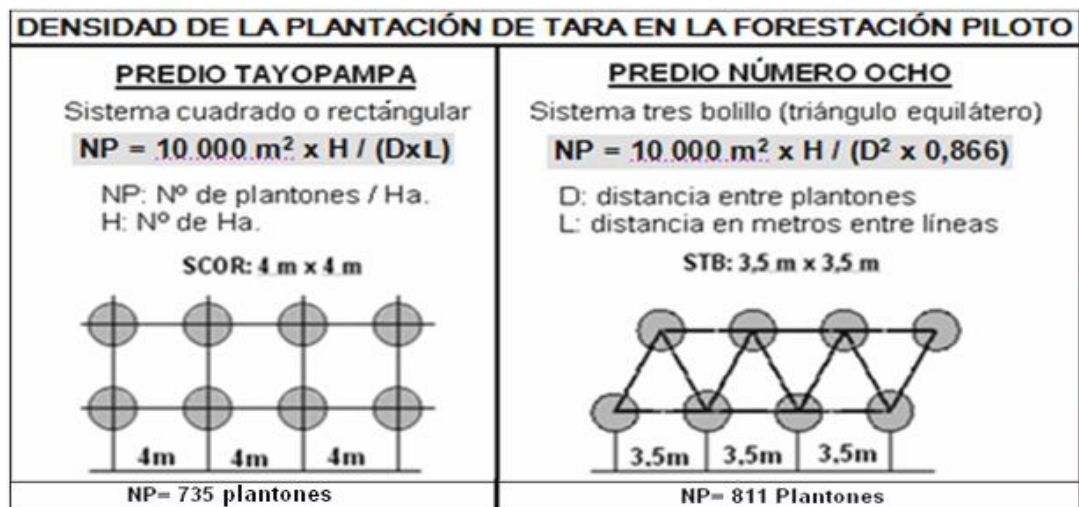 DENSIDAD DE LA PLANTACIÓN DE TARA EN LA FORESTACIÓN PILOTO
PREDIO TAYOPAMPA
Sistema cuadrado o rectángular
NP = 10 000 m² x H / (DxL)
NP: Nº de plantones / Ha.
H: Nº de Ha.
SCOR: 4 m x 4 m
4m 4m 4m
NP= 735 plantones
PREDIO NÚMERO OCHO
Sistema tres bolillo (triángulo equilátero)
NP = 10 000 m² x H / (D² x 0,866)
D: distancia entre plantones
L: distancia en metros entre líneas
STB: 3,5 m x 3,5 m
3,5m 3,5m 3,5m
NP= 811 Plantones